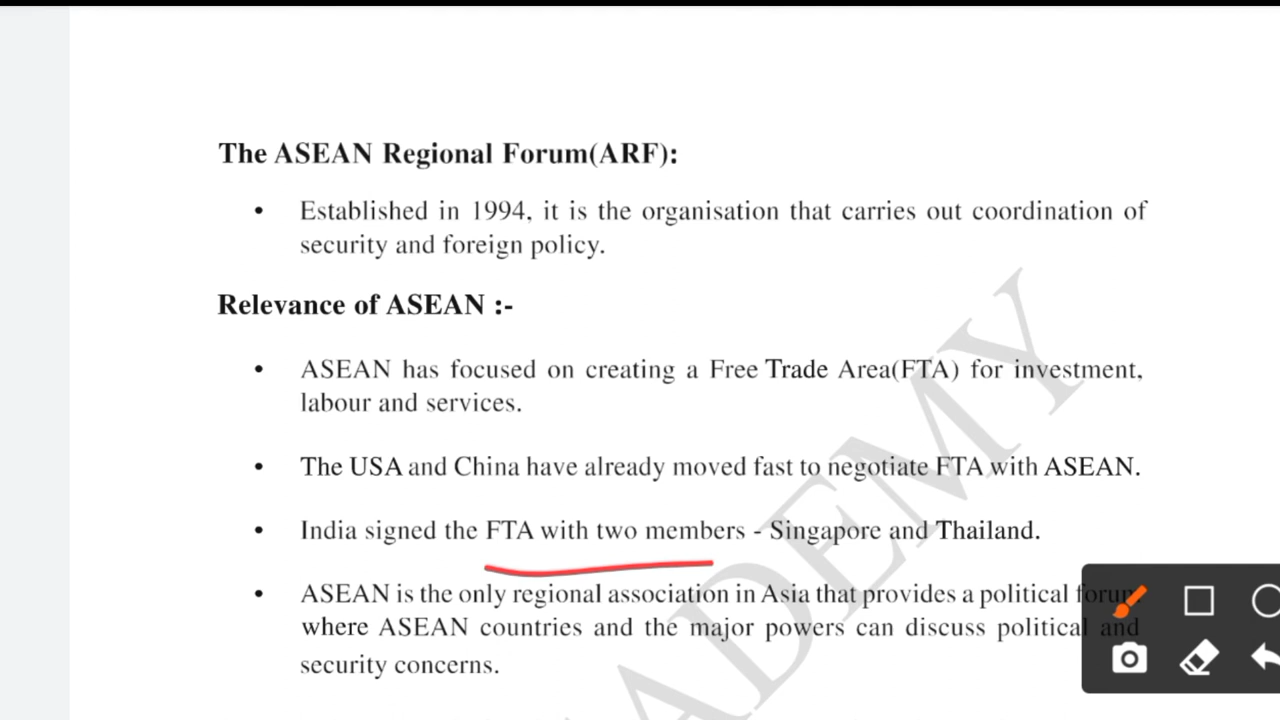 The ASEAN Regional Forum(ARF):
• Established in 1994, it is the organisation that carries out coordination of
security and foreign policy.
Relevance of ASEAN :-
• ASEAN has focused on creating a Free Trade Area(FTA) for investment,
labour and services.
• The USA and China have already moved fast to negotiate FTA with ASEAN.
• India signed the FTA with two members - Singapore and Thailand.
• ASEAN is the only regional association in Asia that provides a political forum
where ASEAN countries and the major powers can discuss political and
security concerns.
ADEMY